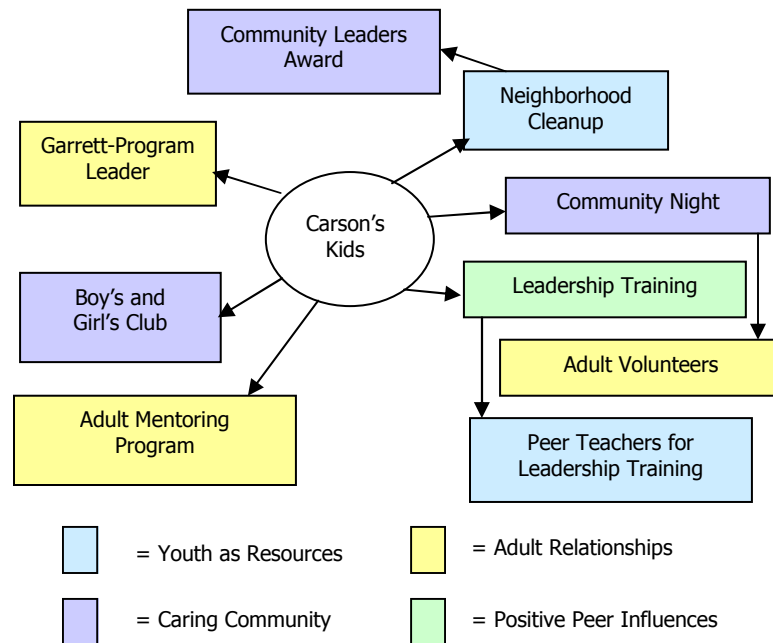 Community Leaders
Award
Neighborhood
Cleanup
Garrett-Program
Leader
Carson’s
Kids
Community Night
Leadership Training
Boy’s and
Girl’s Club
Adult Volunteers
Adult Mentoring
Program
Peer Teachers for
Leadership Training
= Youth as Resources
= Adult Relationships
= Caring Community
= Positive Peer Influences